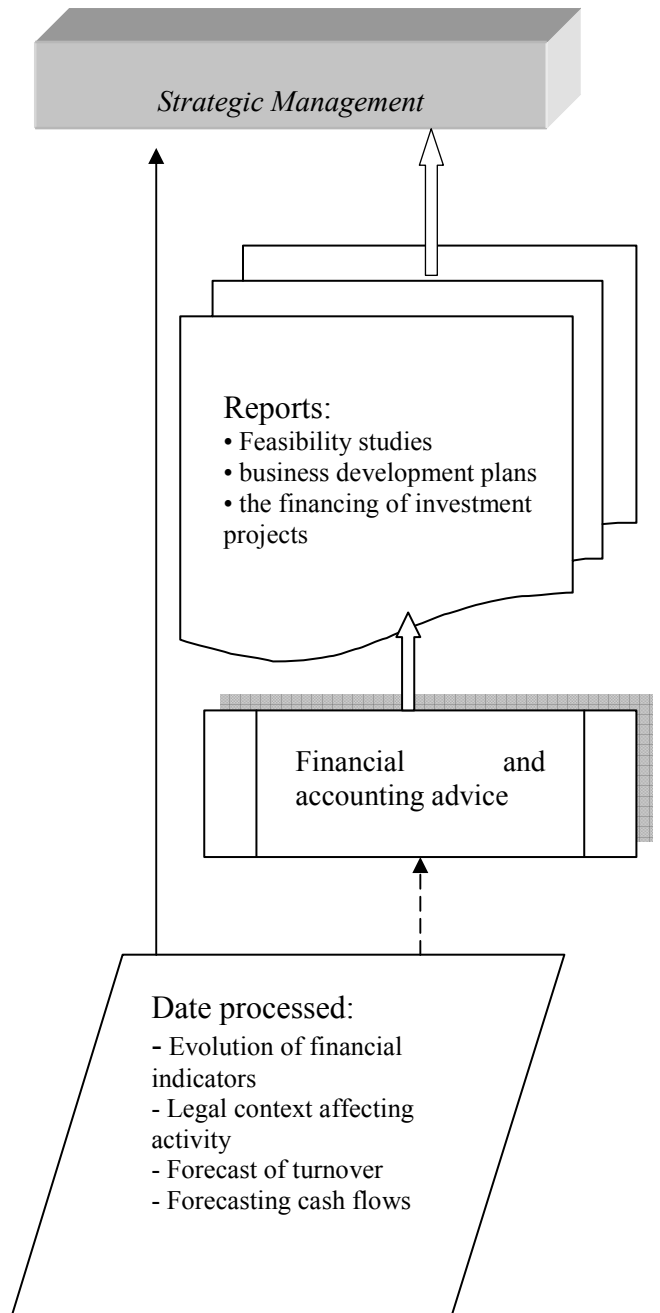 Strategic Management
Reports:
• Feasibility studies
• business development plans
• the financing of investment
projects
Financial and
accounting advice
Date processed:
- Evolution of financial
indicators
- Legal context affecting
activity
- Forecast of turnover
- Forecasting cash flows